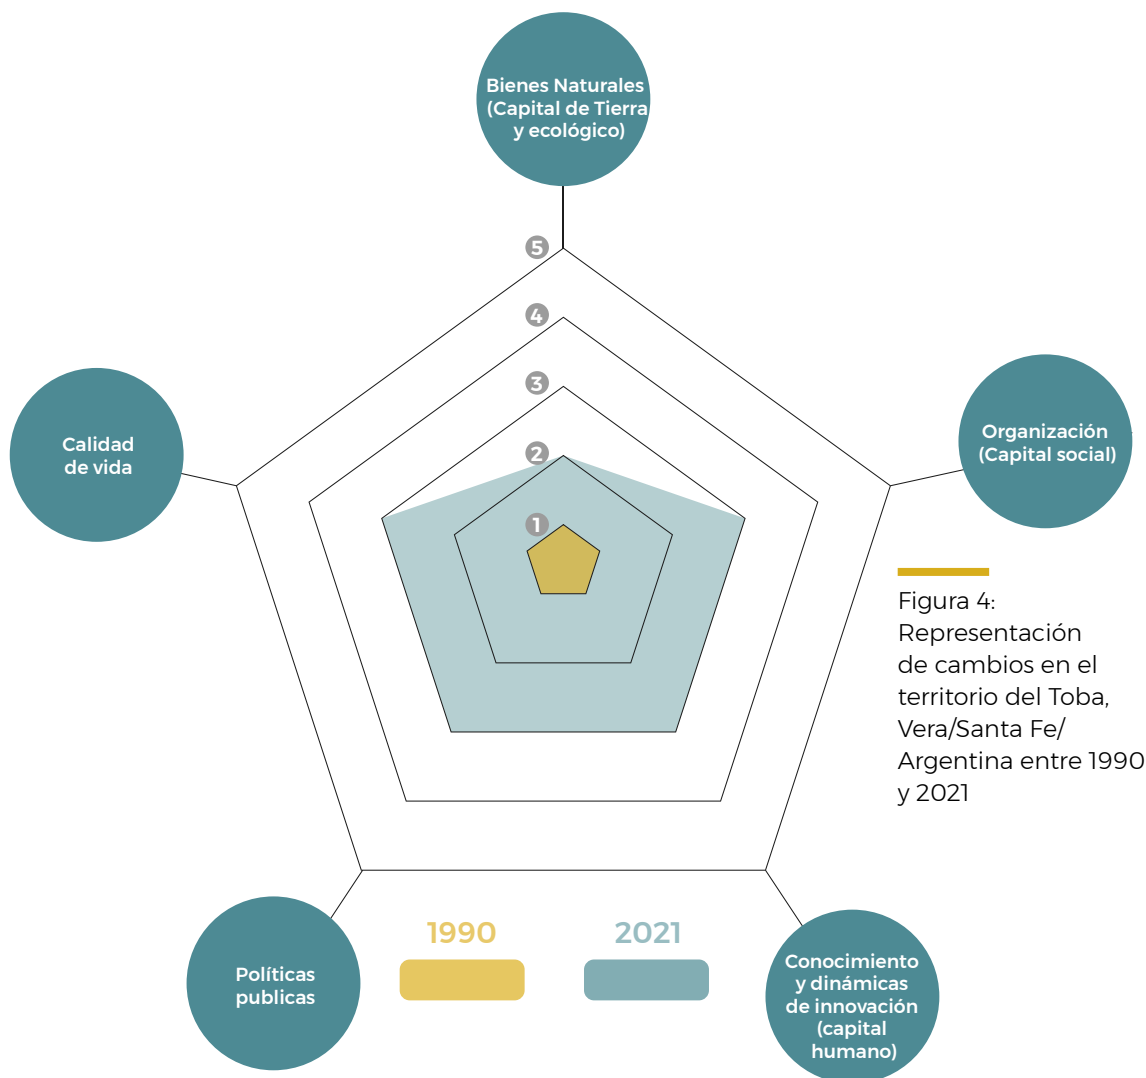 Bienes Naturales
(Capital de Tierra
y ecológico)
5
4
3
2
1
Calidad
de vida
Organización
(Capital social)
Figura 4:
Representación
de cambios en el
territorio del Toba,
Vera/Santa Fe/
Argentina entre 1990
y 2021
Políticas
publicas
1990
2021
Conocimiento
y dinámicas
de innovación
(capital
humano)